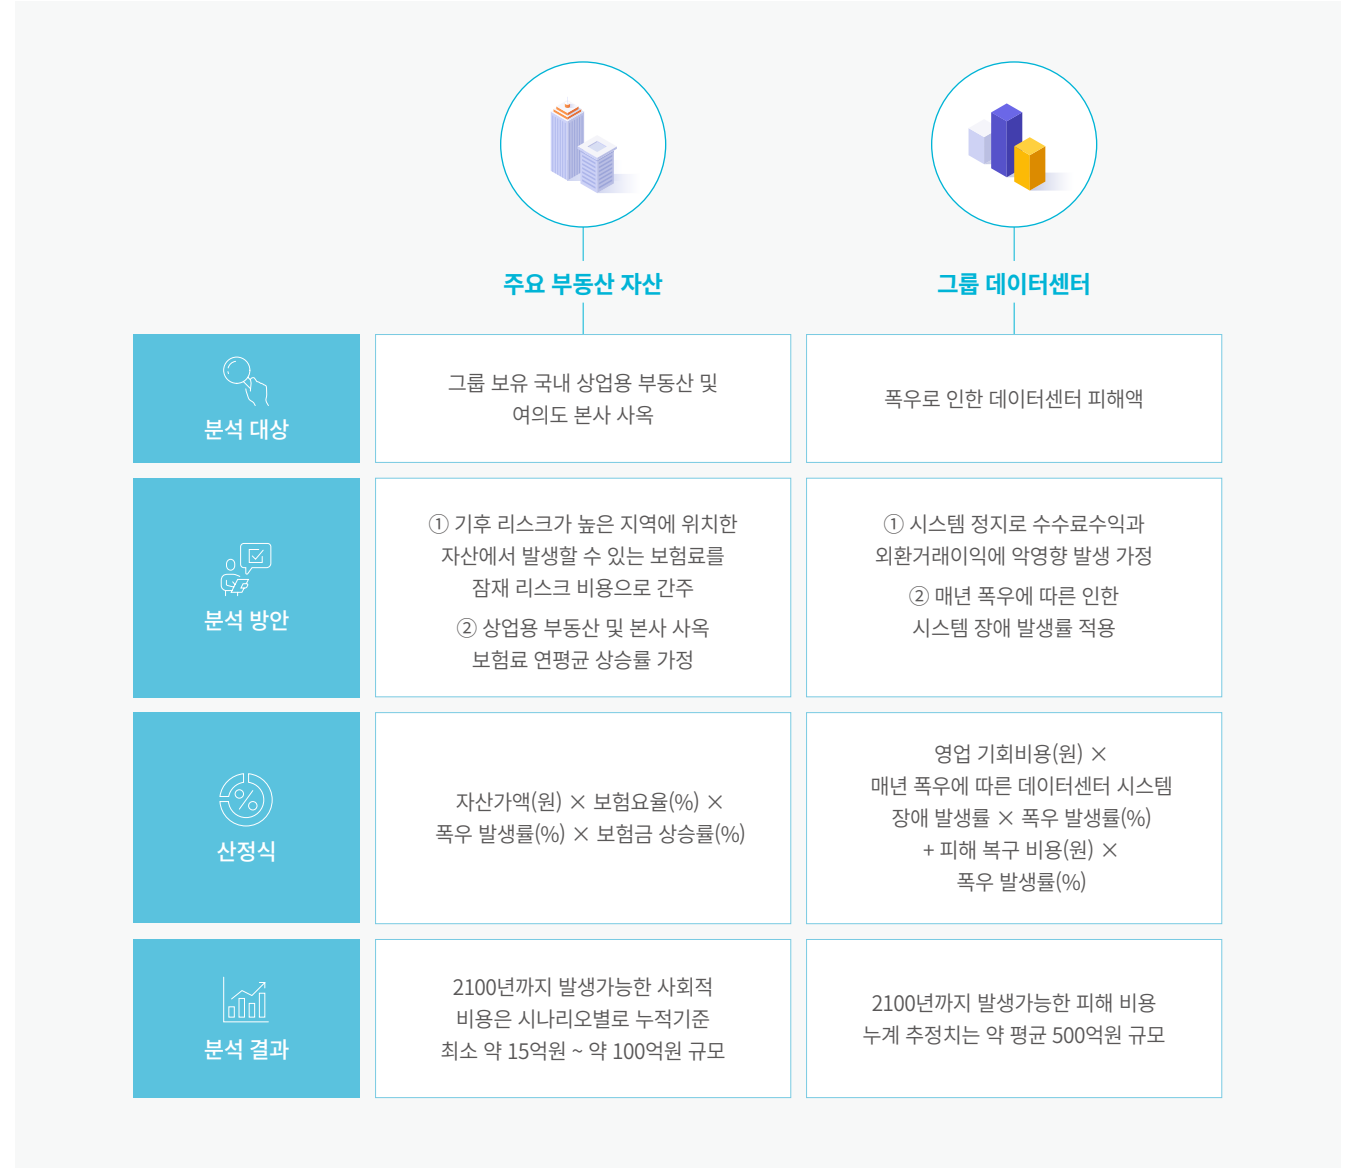 주요 부동산 자산
그룹 데이터센터
분석 대상
그룹 보유 국내 상업용 부동산 및
여의도 본사 사옥
폭우로 인한 데이터센터 피해액
분석 방안
① 기후 리스크가 높은 지역에 위치한
자산에서 발생할 수 있는 보험료를
잠재 리스크 비용으로 간주
② 상업용 부동산 및 본사 사옥
보험료 연평균 상승률 가정
① 시스템 정지로 수수료수익과
외환거래이익에 악영향 발생 가정
② 매년 폭우에 따른 인한
시스템 장애 발생률 적용
산정식
자산가액(원) × 보험요율(%) ×
폭우 발생률(%) × 보험금 상승률(%)
영업 기회비용(원) ×
매년 폭우에 따른 데이터센터 시스템
장애 발생률 × 폭우 발생률(%)
+ 피해 복구 비용(원) ×
폭우 발생률(%)
분석 결과
2100년까지 발생가능한 사회적
비용은 시나리오별로 누적기준
최소 약 15억원 ~ 약 100억원 규모
2100년까지 발생가능한 피해 비용
누계 추정치는 약 평균 500억원 규모